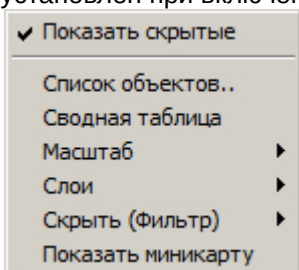 Показать скрытые
Список объектов..
Сводная таблица
Масштаб
Слои
Скрыть (Фильтр)
Показать миникарту